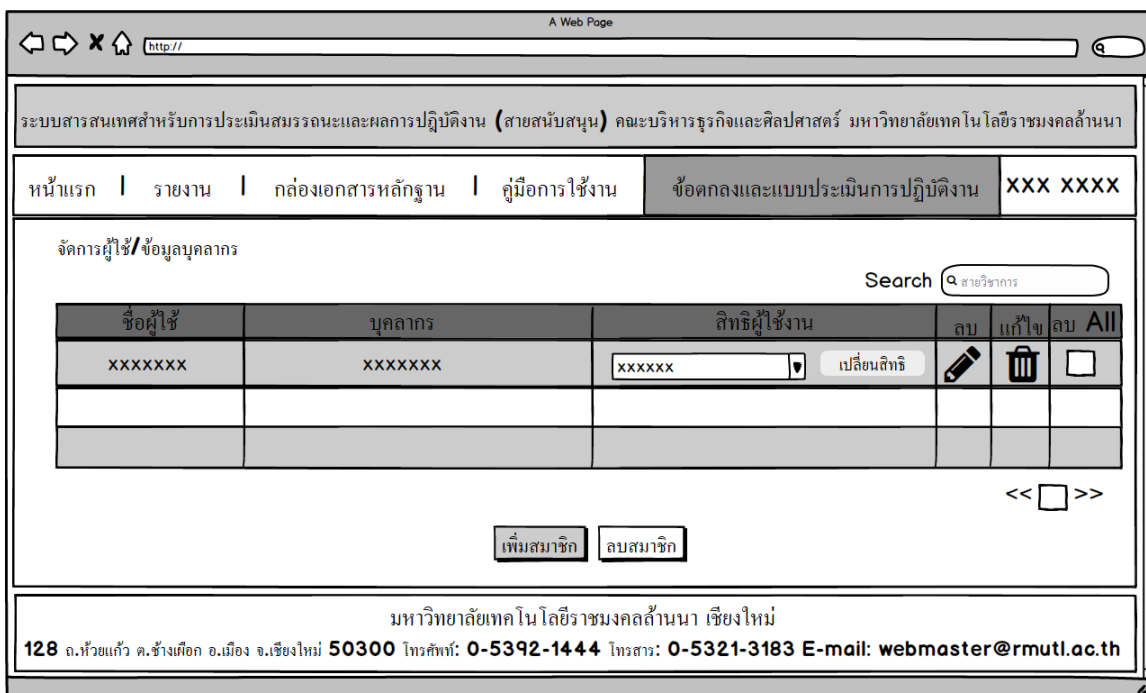 A Web Page
http://
ระบบสารสนเทศสำหรับการประเมินสมรรถนะและผลการปฏิบัติงาน (สายสนับสนุน) คณะบริหารธุรกิจและศิลปศาสตร์ มหาวิทยาลัยเทคโนโลยีราชมงคลล้านนา
หน้าแรก | รายงาน | กล่องเอกสารหลักฐาน | คู่มือการใช้งาน ข้อตกลงและแบบประเมินการปฏิบัติงาน XXX XXXX
จัดการผู้ใช้/ข้อมูลบุคลากร
Search สายวิชาการ
ชื่อผู้ใช้ บุคลากร สิทธิผู้ใช้งาน ลบ แก้ไข ลบ All
xxxxxxx xxxxxxx xxxxxx เปลี่ยนสิทธิ
<< >>
เพิ่มสมาชิก ลบสมาชิก
มหาวิทยาลัยเทคโนโลยีราชมงคลล้านนา เชียงใหม่
128 ถ.ห้วยแก้ว ต.ช้างเผือก อ.เมือง จ.เชียงใหม่ 50300 โทรศัพท์: 0-5392-1444 โทรสาร: 0-5321-3183 E-mail: webmaster@rmutl.ac.th